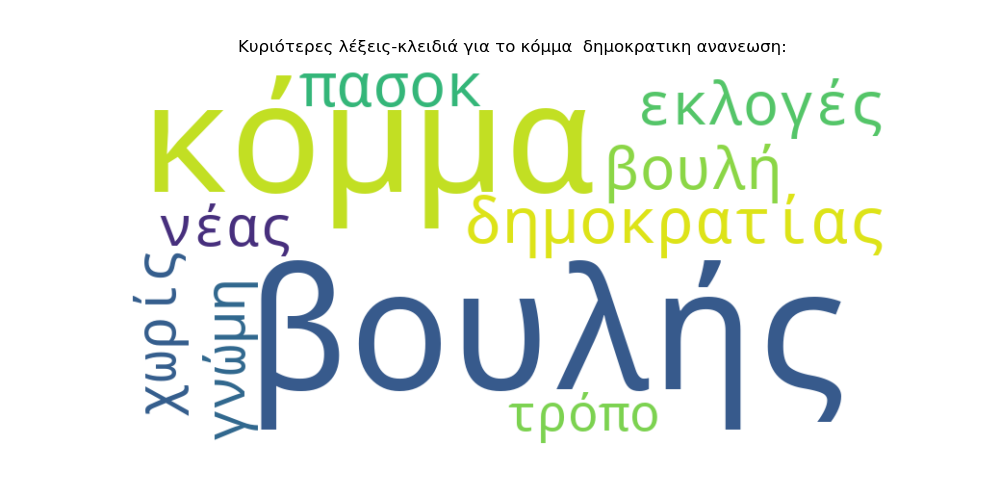 Κυριότερες λέξεις-κλειδιά για το κόμμα  δημοκρατικη ανανεωση:
πασοκ
κόμμα
εκλογές
βουλή
νέας
δημοκρατίας
χωρίς
γνώμη
βουλής
τρόπο